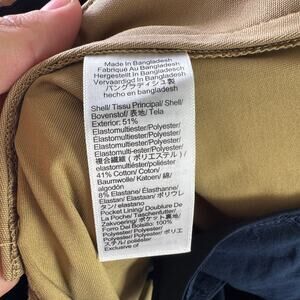 Made In Bangladesh
Fabriqué Au Bangladesh
Hergestellt In Bangladesh
Vervaardigd In Bangladesh
バングラディシュ製
hecho en bangladesh
Shell/ Tissu Principal/ Shell/
Bovenstof/ 表地/ Tela
Exterior: 51%
Elastomultiester/Polyester/
Elastomultiester/Polyester/
Elastomulti-ester/Polyester/
Elastomultiester/Polyester/
複合繊維 ( ポリエステル ) /
Elastomultiester/poliéster
41% Cotton/ Coton/
Baumwolle/ Katoen/ 綿/
algodón
8% Elastane/ Élasthanne/
Elastan/ Elastaan/ ポリウレ
タン/ elastano
Pocket Lining/ Doublure De
La Poche/ Taschenfutter/
Zakvoering/ ポケット裏地/
Forro Del Bolsillo: 100%
Polyester/ Polyester/
Polyester/ Polyester/ ポリエ
ステル/ poliéster
Exclusive of